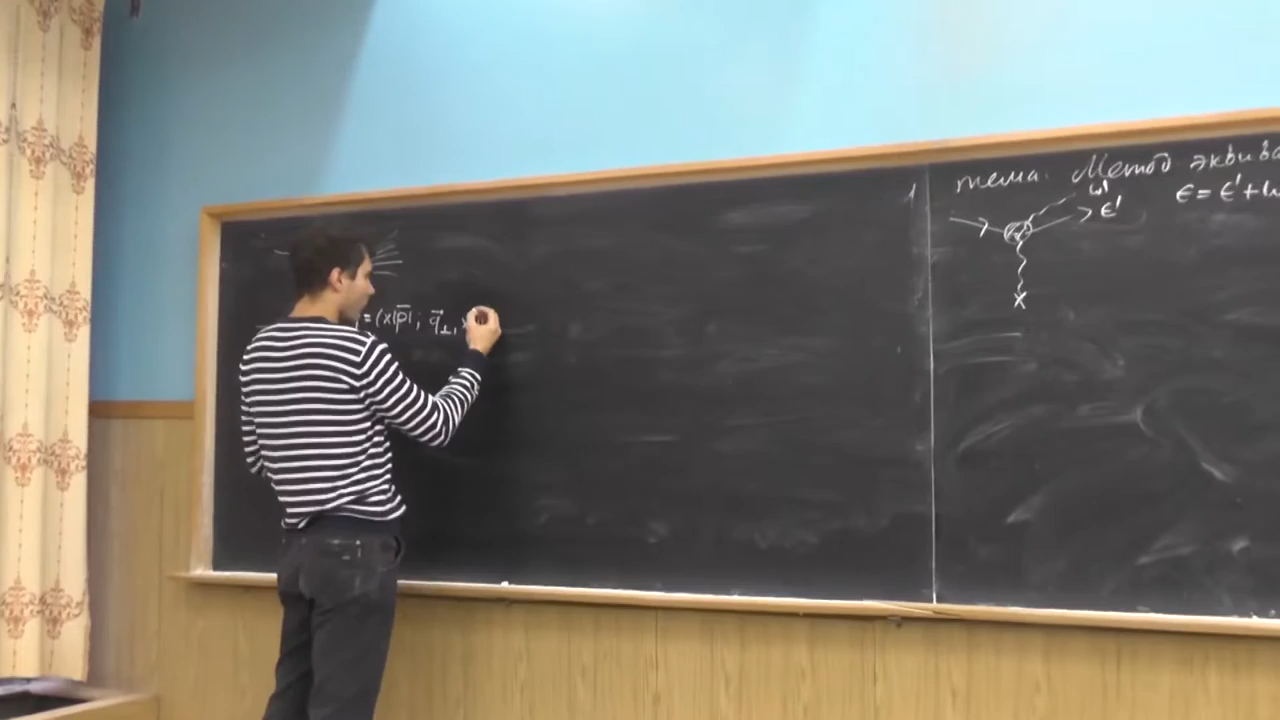 =(x|p̄|; q⃗⊥,
1
тема. Метод эквива
ω'
ε'
ε = ε' + ω
x